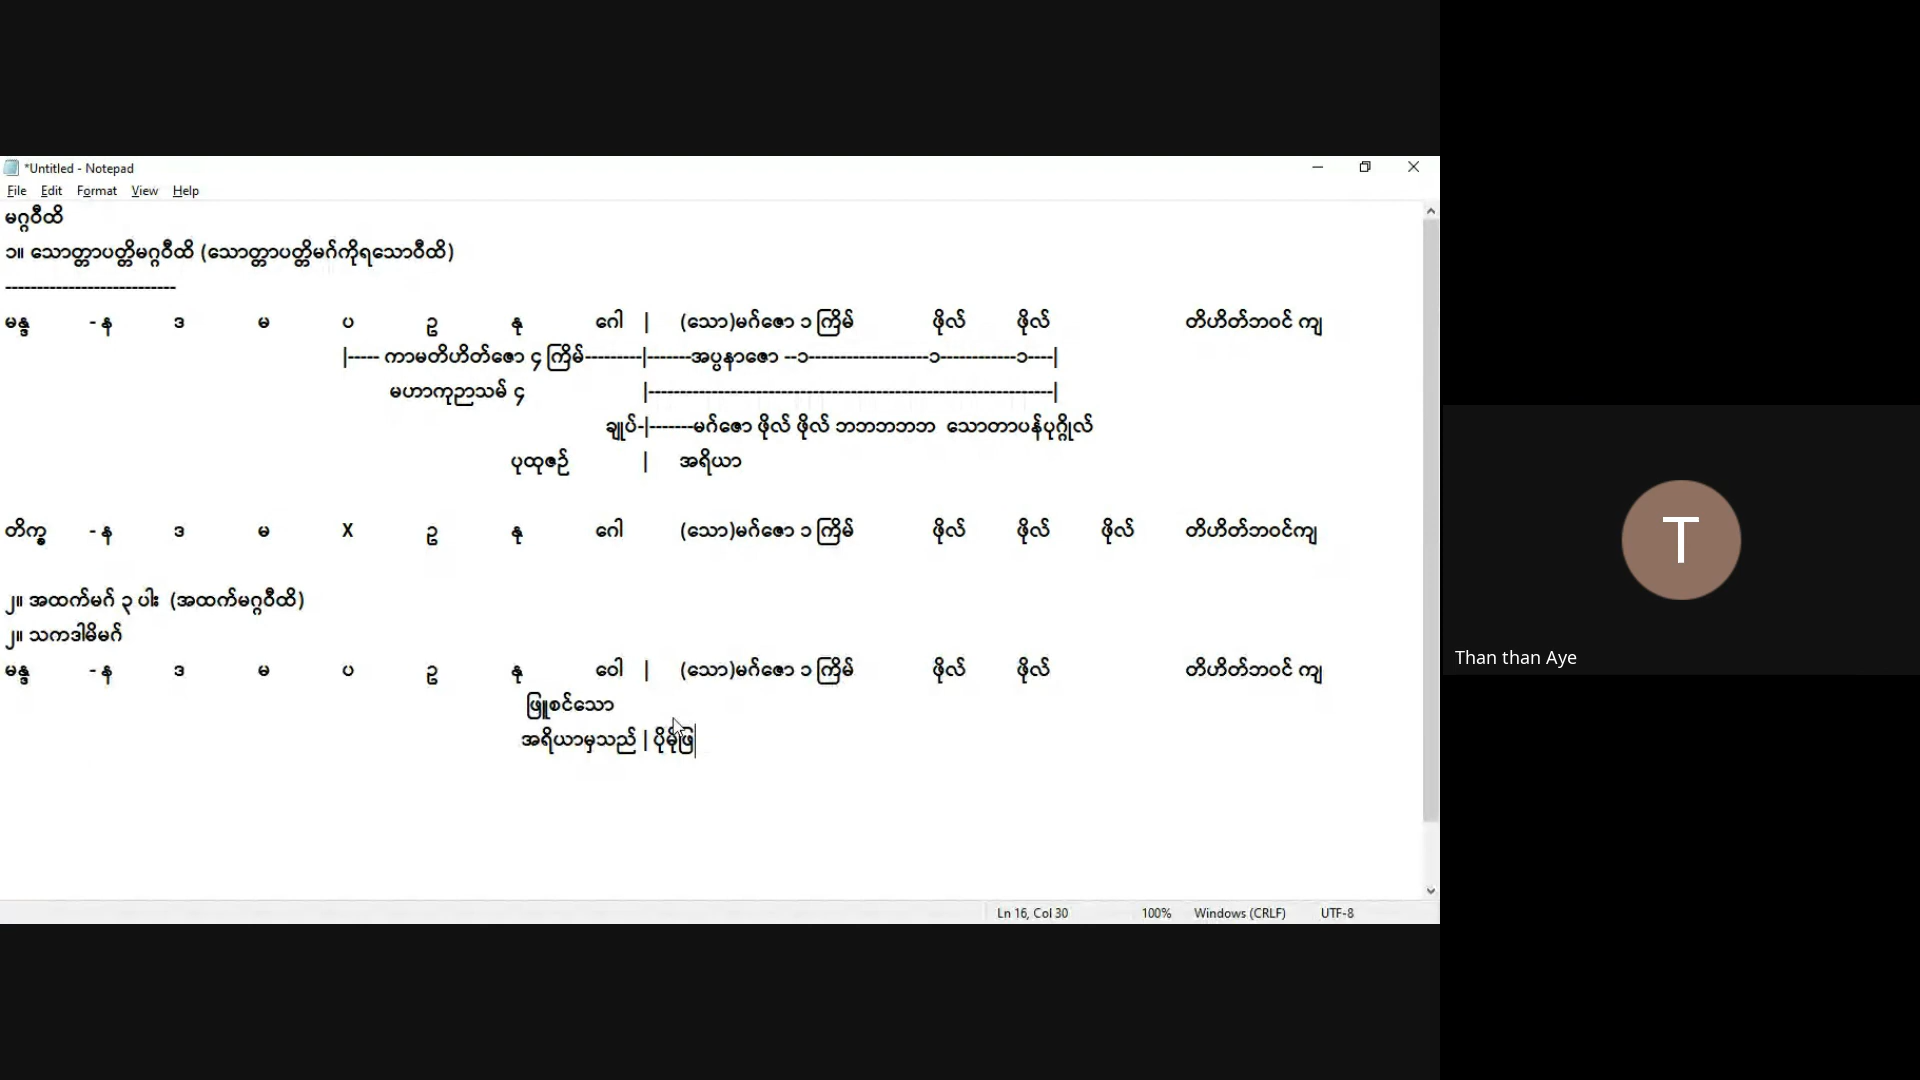 *Untitled - Notepad
File Edit Format View Help
မဂ္ဂဝီထိ
၁။ သောတ္တာပတ္တိမဂ္ဂဝီထိ (သောတ္တာပတ္တိမဂ်ကိုရသောဝီထိ)
---------------------------
မန္ဒ - န ဒ မ ပ ဥ နု ဂေါ | (သော)မဂ်ဇော ၁ ကြိမ် ဖိုလ် ဖိုလ် တိဟိတ်ဘဝင် ကျ
|----- ကာမတိဟိတ်ဇော ၄ ကြိမ်---------|-------အပ္ပနာဇော --၁-------------------၁------------၁----|
မဟာကုဉာသမ် ၄ |----------------------------------------------------------------|
ချုပ်-|-------မဂ်ဇော ဖိုလ် ဖိုလ် ဘဘဘဘဘ သောတာပန်ပုဂ္ဂိုလ်
ပုထုဇဉ် | အရိယာ
တိက္ခ - န ဒ မ X ဥ နု ဂေါ (သော)မဂ်ဇော ၁ ကြိမ် ဖိုလ် ဖိုလ် ဖိုလ် တိဟိတ်ဘဝင်ကျ
၂။ အထက်မဂ် ၃ ပါး (အထက်မဂ္ဂဝီထိ)
၂။ သကဒါမိမဂ်
မန္ဒ - န ဒ မ ပ ဥ နု ဝေါ | (သော)မဂ်ဇော ၁ ကြိမ် ဖိုလ် ဖိုလ် တိဟိတ်ဘဝင် ကျ
ဖြူစင်သော
အရိယာမှသည် | ပိုမိုဖြ
Ln 16, Col 30 100% Windows (CRLF) UTF-8
T
Than than Aye